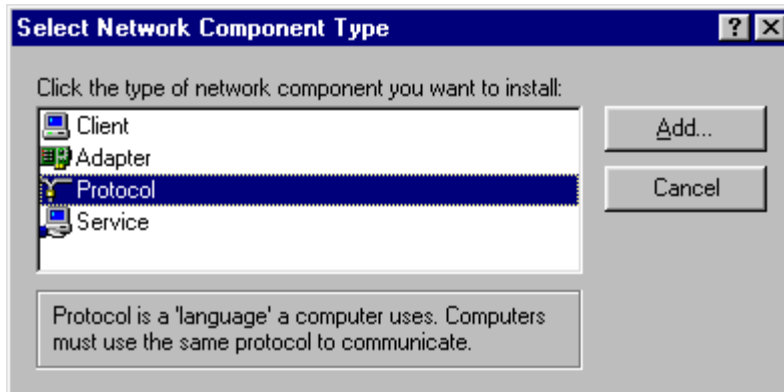 Select Network Component Type
Click the type of network component you want to install:
Client
Adapter
Protocol
Service
Add...
Cancel
Protocol is a 'language' a computer uses. Computers
must use the same protocol to communicate.